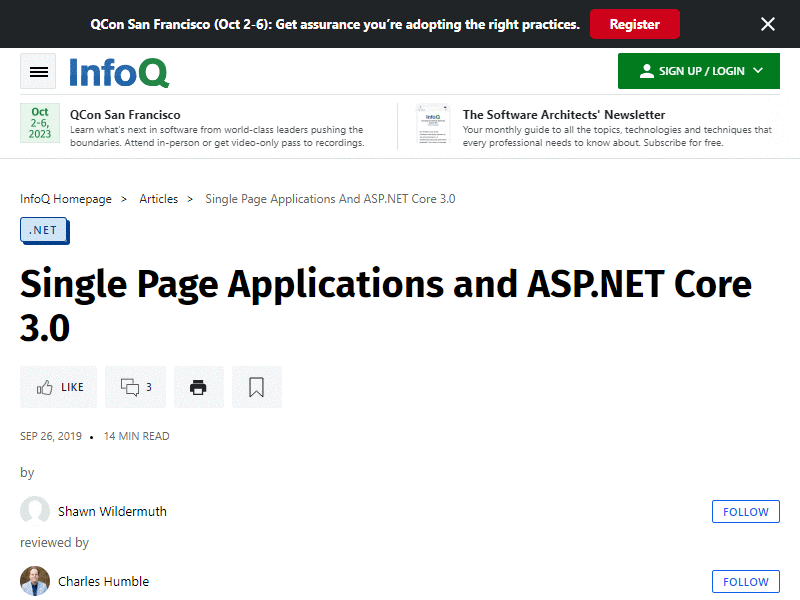 QCon San Francisco (Oct 2-6): Get assurance you're adopting the right practices. Register
InfoQ
SIGN UP / LOGIN
Oct
2-6,
2023
QCon San Francisco
Learn what's next in software from world-class leaders pushing the
boundaries. Attend in-person or get video-only pass to recordings.
The Software Architects' Newsletter
Your monthly guide to all the topics, technologies and techniques that
every professional needs to know about. Subscribe for free.
InfoQ Homepage > Articles > Single Page Applications And ASP.NET Core 3.0
.NET
Single Page Applications and ASP.NET Core
3.0
LIKE 3
SEP 26, 2019 • 14 MIN READ
by
Shawn Wildermuth FOLLOW
reviewed by
Charles Humble FOLLOW